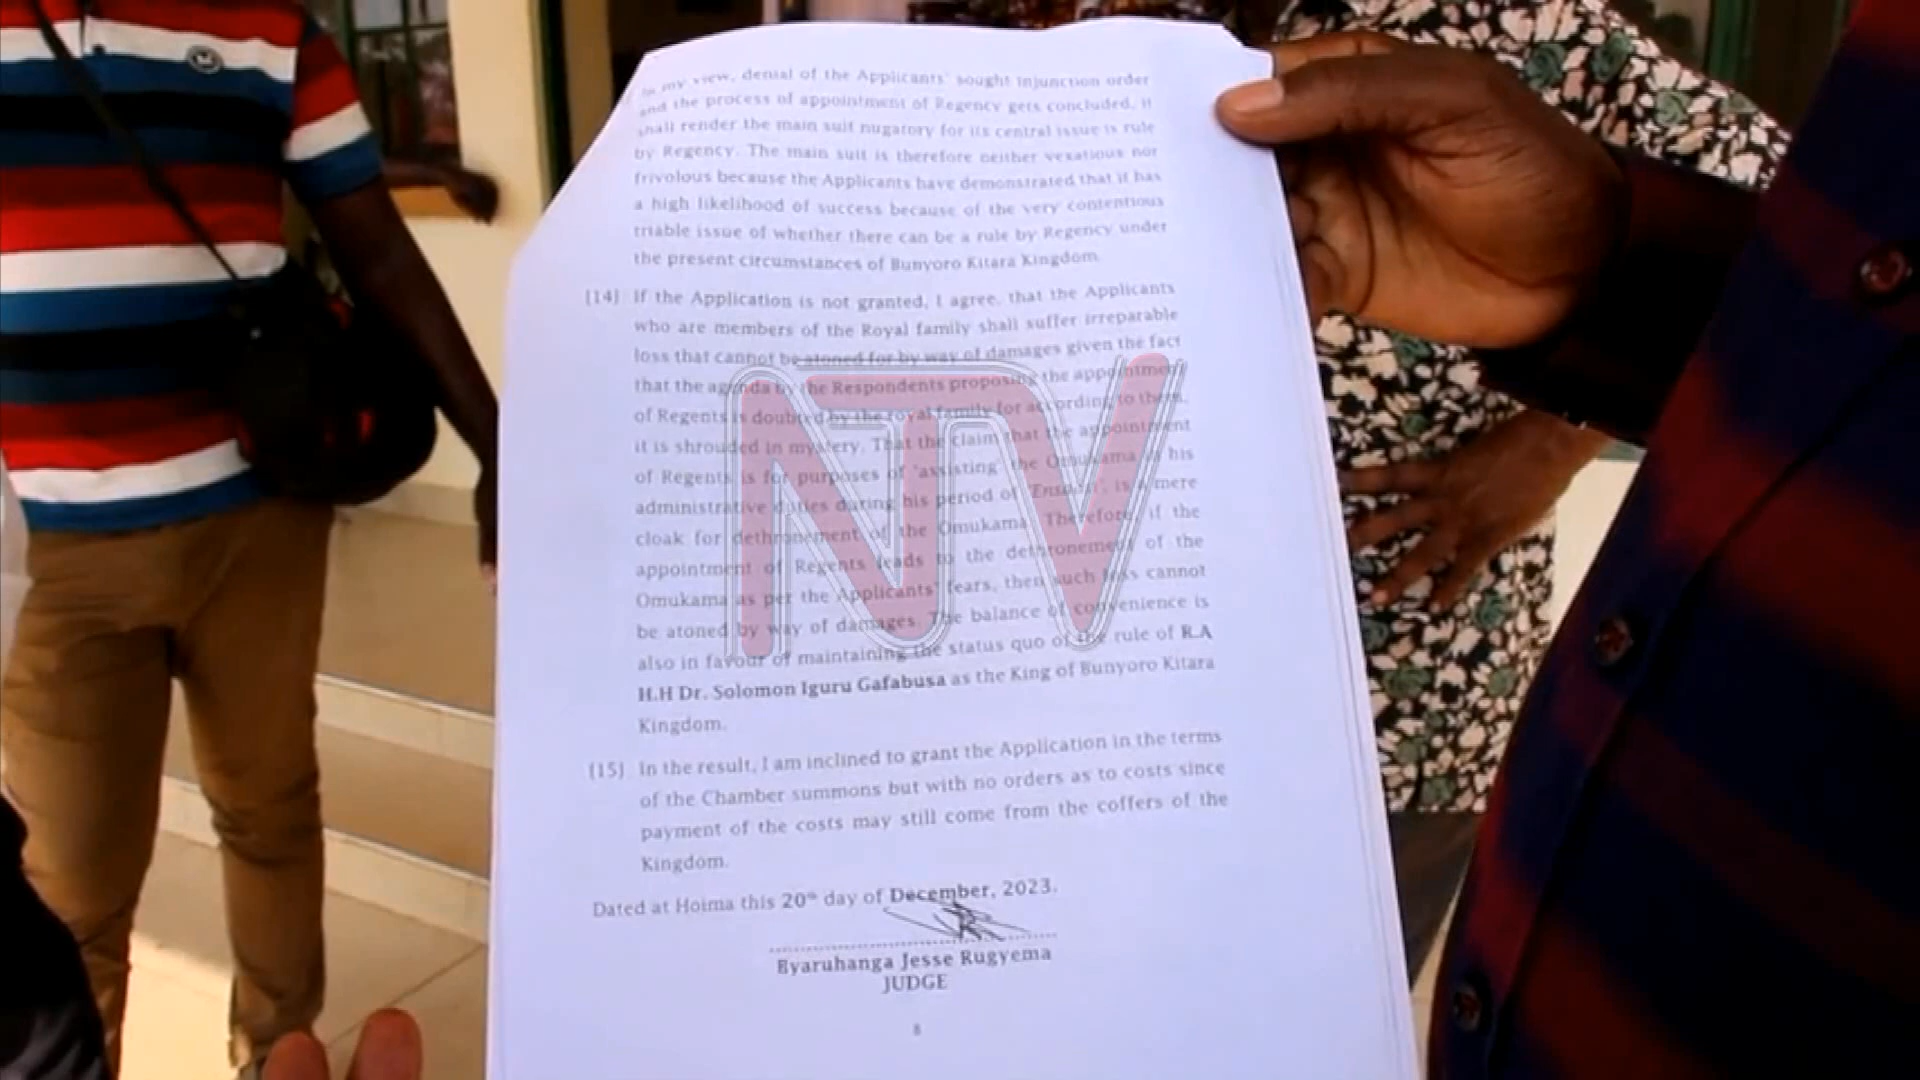 In my view, denial of the Applicants' sought injunction order
and the process of appointment of Regency gets concluded, it
shall render the main suit nugatory for its central issue is rule
by Regency. The main suit is therefore neither vexatious nor
frivolous because the Applicants have demonstrated that it has
a high likelihood of success because of the very contentious
triable issue of whether there can be a rule by Regency under
the present circumstances of Bunyoro Kitara Kingdom.
[14] If the Application is not granted, I agree, that the Applicants
who are members of the Royal family shall suffer irreparable
loss that cannot be atoned for by way of damages given the fact
that the agenda by the Respondents proposing the appointment
of Regents is doubted by the royal family for according to them,
it is shrouded in mystery. That the claim that the appointment
of Regents is for purposes of 'assisting' the Omukama in his
administrative duties during his period of is a mere
cloak for dethronement of the Omukama. Therefore, if the
appointment of Regents leads to the dethronement of the
Omukama as per the Applicants' fears, then such loss cannot
be atoned by way of damages. The balance of convenience is
also in favour of maintaining the status quo of the rule of R.A
H.H Dr. Solomon Iguru Gafabusa as the King of Bunyoro Kitara
Kingdom.
[15] In the result, I am inclined to grant the Application in the terms
of the Chamber summons but with no orders as to costs since
payment of the costs may still come from the coffers of the
Kingdom.
Dated at Hoima this 20th day of December, 2023.
Byaruhanga Jesse Rugyema
JUDGE
8
NTV